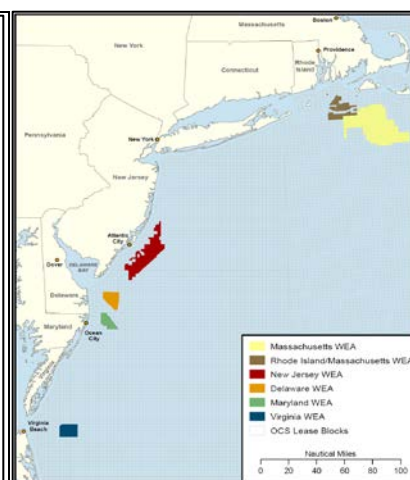 Massachusetts
Boston
New York
Providence
Connecticut
Rhode
Island
Pennsylvania
New York
New Jersey
Atlantic
City
Dover
DELAWARE
BAY
Delaware
Maryland
Ocean
City
Virginia
Virginia
Beach
Massachusetts WEA
Rhode Island/Massachusetts WEA
New Jersey WEA
Delaware WEA
Maryland WEA
Virginia WEA
OCS Lease Blocks
Nautical Miles
0 20 40 60 80 100